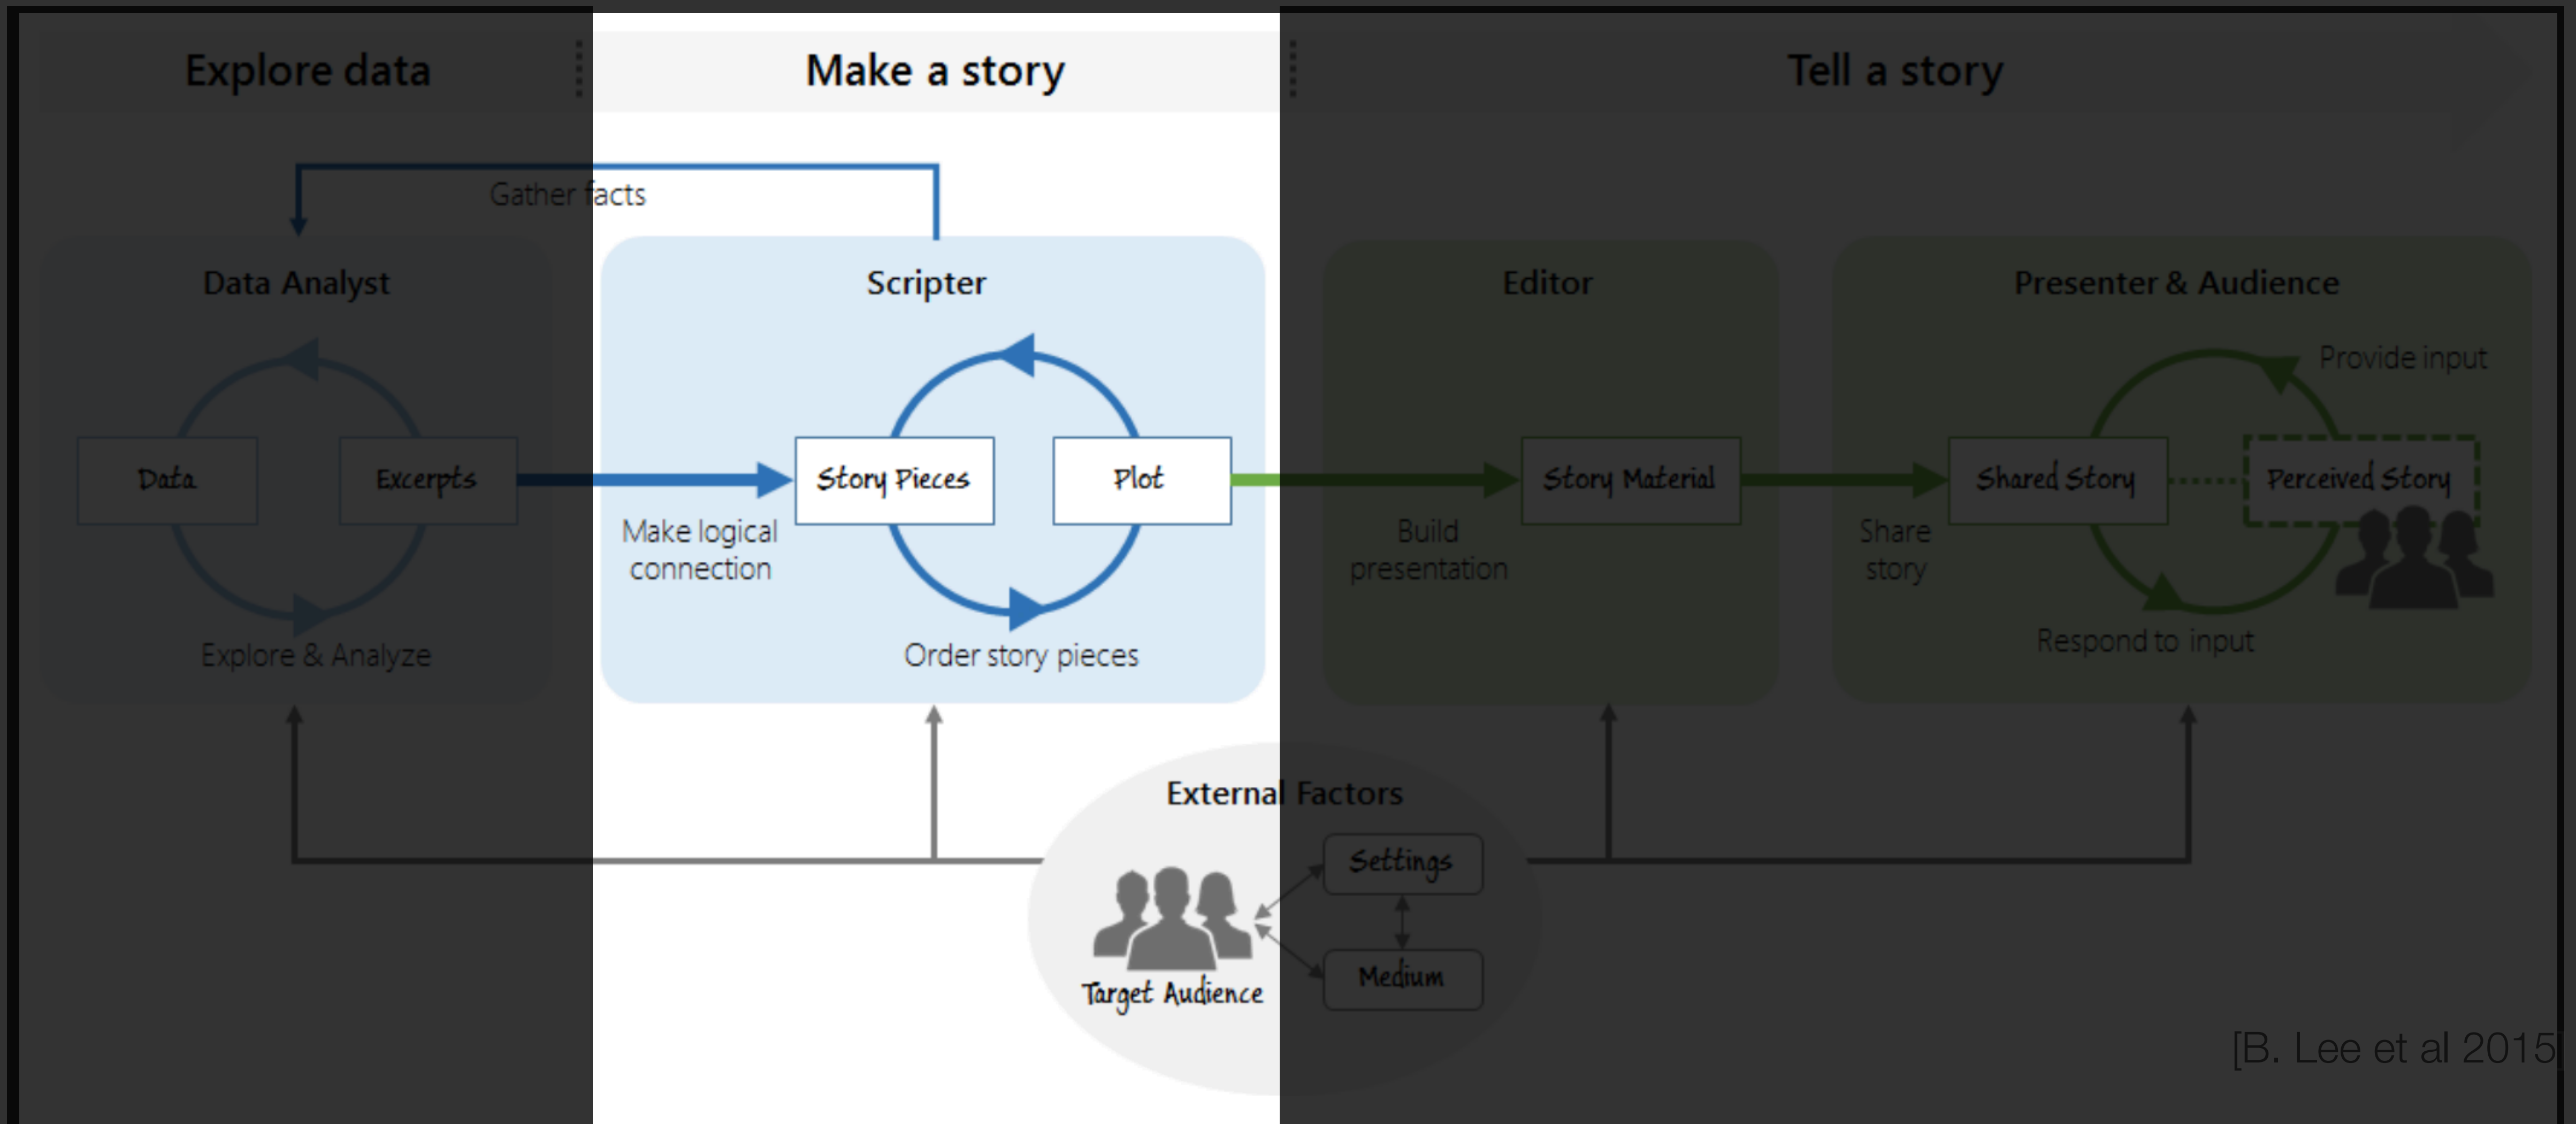 Explore data
Make a story
Tell a story
Gather facts
Data Analyst
Scripter
Editor
Presenter & Audience
Provide input
Data
Excerpts
Story Pieces
Plot
Story Material
Shared Story
Perceived Story
Make logical
connection
Build
presentation
Share
story
Explore & Analyze
Order story pieces
Respond to input
External Factors
Settings
Medium
Target Audience
[B. Lee et al 2015]